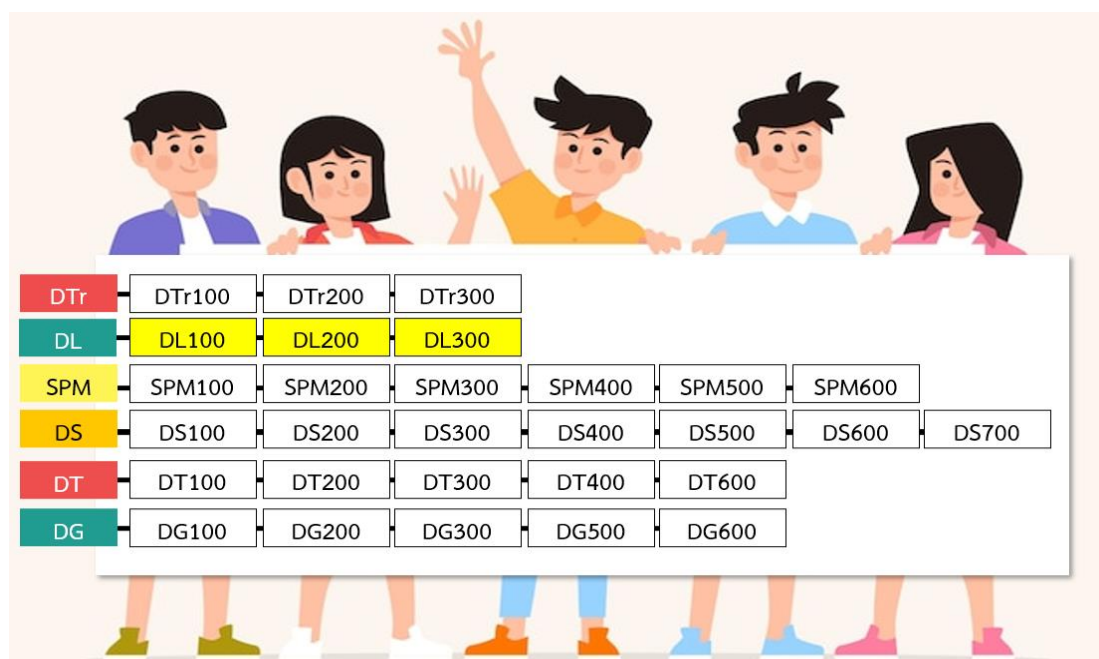 DTr DTr100 DTr200 DTr300
DL DL100 DL200 DL300
SPM SPM100 SPM200 SPM300 SPM400 SPM500 SPM600
DS DS100 DS200 DS300 DS400 DS500 DS600 DS700
DT DT100 DT200 DT300 DT400 DT600
DG DG100 DG200 DG300 DG500 DG600